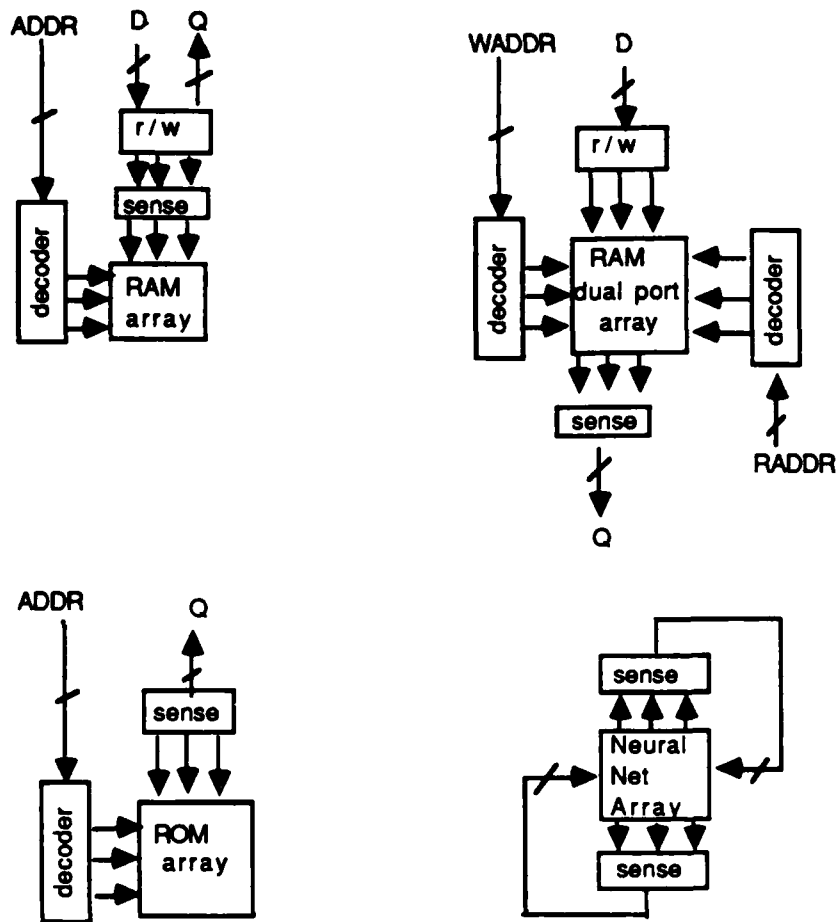 ADDR D Q
r/w
sense
decoder
RAM
array
WADDR D
r/w
decoder
RAM
dual port
array
decoder
sense
RADDR
Q
ADDR Q
sense
decoder
ROM
array
sense
Neural
Net
Array
sense